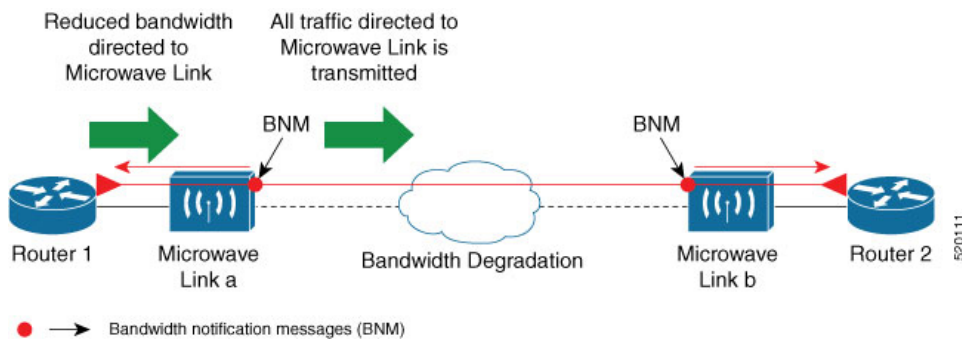 Reduced bandwidth
directed to
Microwave Link
All traffic directed to
Microwave Link is
transmitted
BNM
BNM
Router 1
Microwave
Link a
Bandwidth Degradation
Microwave
Link b
Router 2
520111
Bandwidth notification messages (BNM)